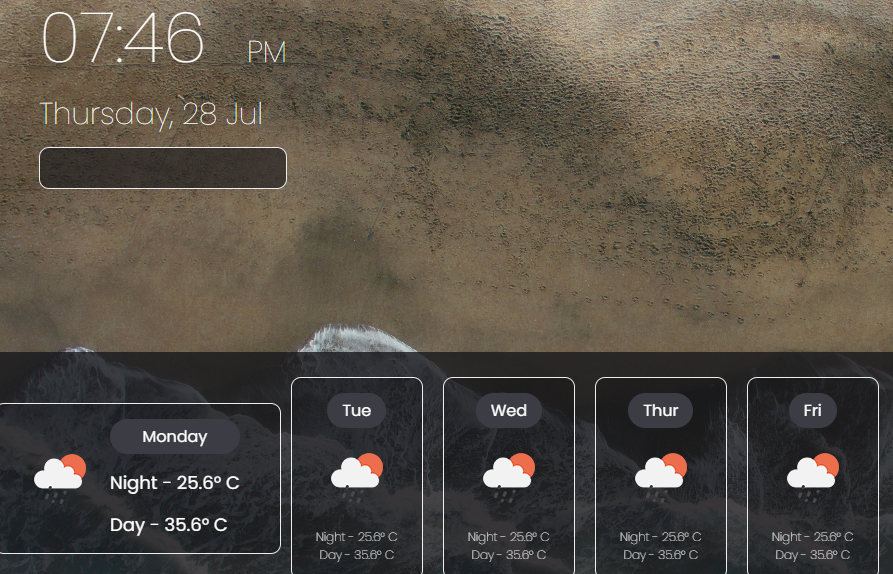 07:46 PM
Thursday, 28 Jul
Monday
Night - 25.6° C
Day - 35.6° C
Tue
Night - 25.6° C
Day - 35.6° C
Wed
Night - 25.6° C
Day - 35.6° C
Thur
Night - 25.6° C
Day - 35.6° C
Fri
Night - 25.6° C
Day - 35.6° C